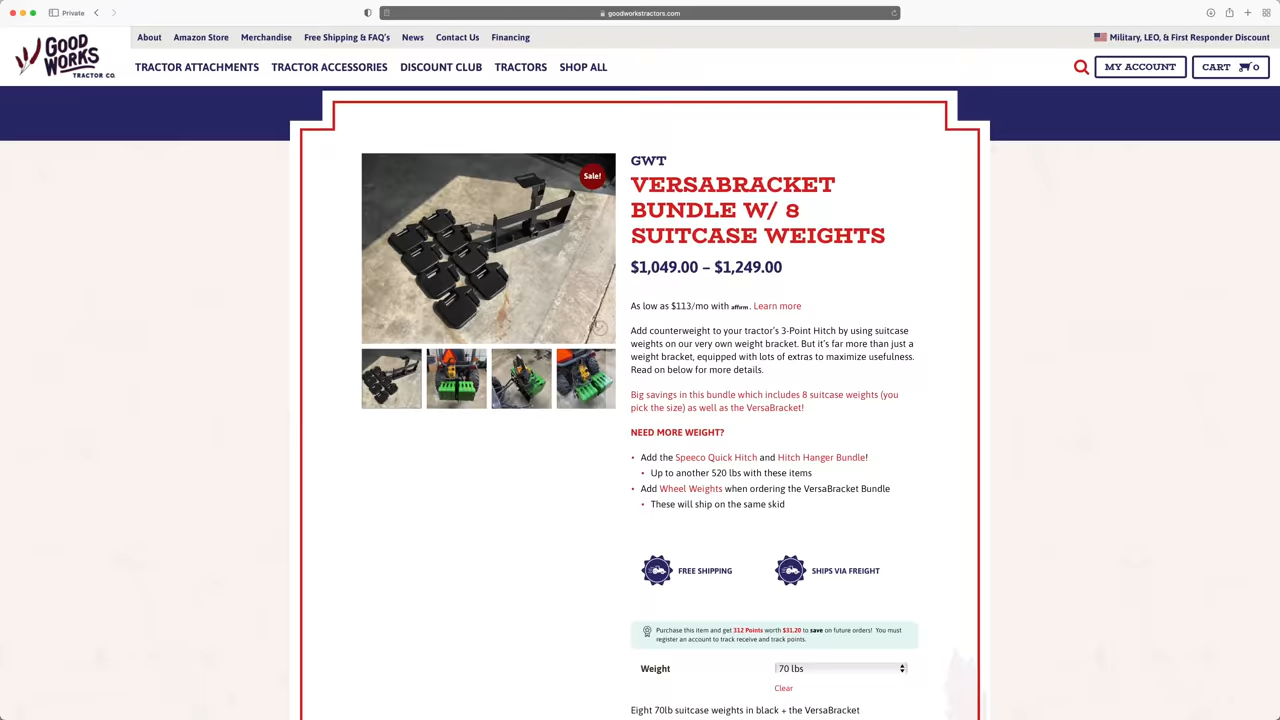 Private
goodworkstractors.com
About Amazon Store Merchandise Free Shipping & FAQ's News Contact Us Financing
Military, LEO, & First Responder Discount
GOOD
WORKS
TRACTOR CO.
TRACTOR ATTACHMENTS TRACTOR ACCESSORIES DISCOUNT CLUB TRACTORS SHOP ALL
MY ACCOUNT CART 0
Sale!
GWT
VERSABRACKET
BUNDLE W/ 8
SUITCASE WEIGHTS
$1,049.00 – $1,249.00
As low as $113/mo with affirm. Learn more
Add counterweight to your tractor's 3-Point Hitch by using suitcase
weights on our very own weight bracket. But it's far more than just a
weight bracket, equipped with lots of extras to maximize usefulness.
Read on below for more details.
Big savings in this bundle which includes 8 suitcase weights (you
pick the size) as well as the VersaBracket!
NEED MORE WEIGHT?
• Add the Speeco Quick Hitch and Hitch Hanger Bundle!
• Up to another 520 lbs with these items
• Add Wheel Weights when ordering the VersaBracket Bundle
• These will ship on the same skid
FREE SHIPPING SHIPS VIA FREIGHT
Purchase this item and get 312 Points worth $31.20 to save on future orders! You must
register an account to track receive and track points.
Weight 70 lbs
Clear
Eight 70lb suitcase weights in black + the VersaBracket